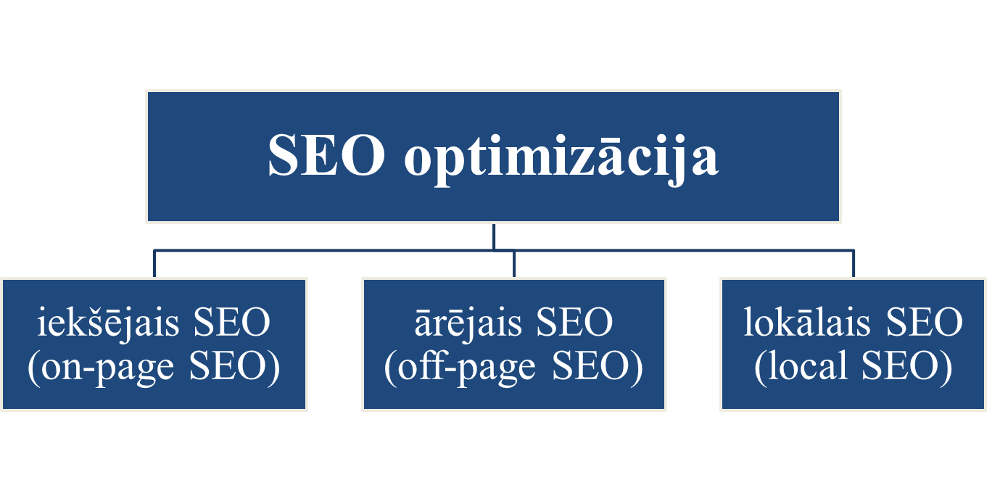 SEO optimizācija
iekšējais SEO
(on-page SEO)
ārējais SEO
(off-page SEO)
lokālais SEO
(local SEO)